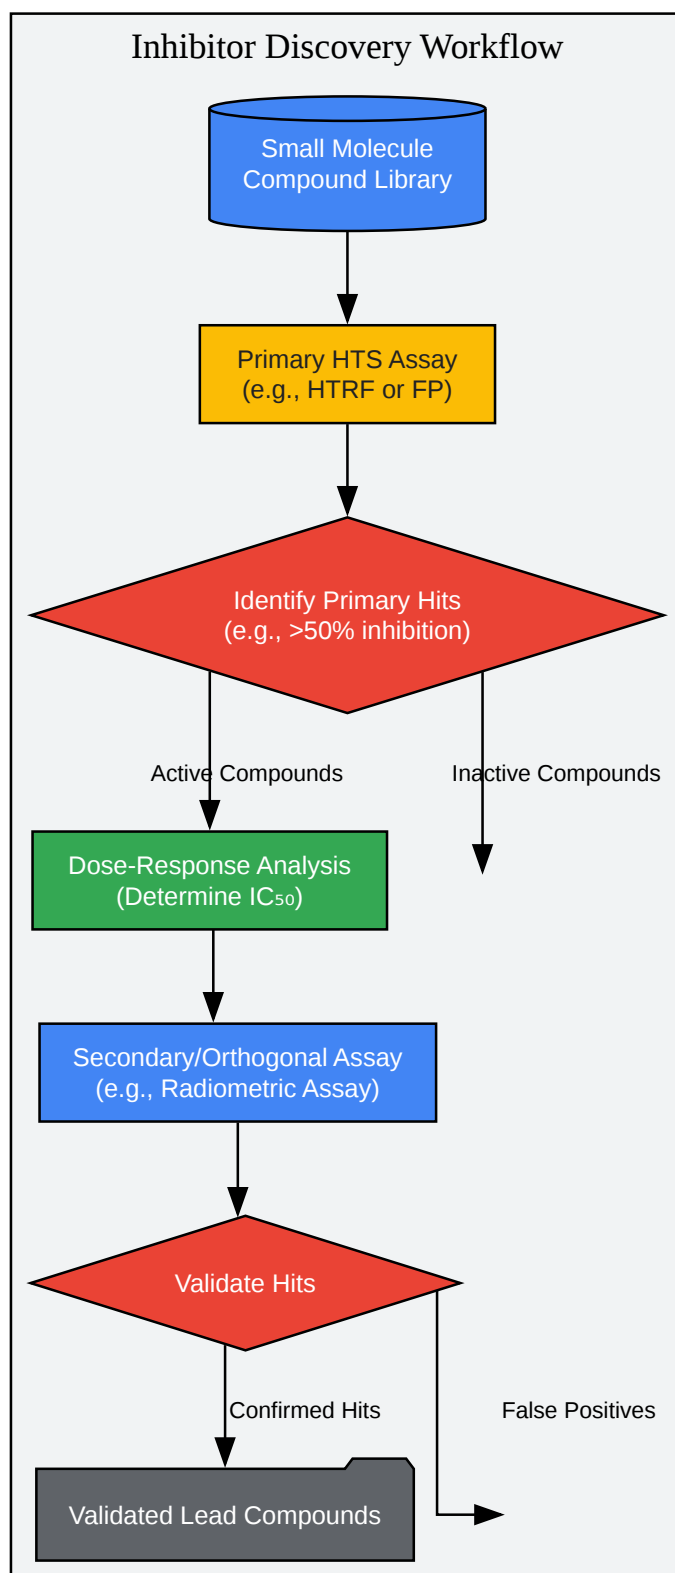 Inhibitor Discovery Workflow
Small Molecule
Compound Library
Primary HTS Assay
(e.g., HTRF or FP)
Identify Primary Hits
(e.g., >50% inhibition)
Active Compounds
Inactive Compounds
Dose-Response Analysis
(Determine IC₅₀)
Secondary/Orthogonal Assay
(e.g., Radiometric Assay)
Validate Hits
Confirmed Hits
False Positives
Validated Lead Compounds